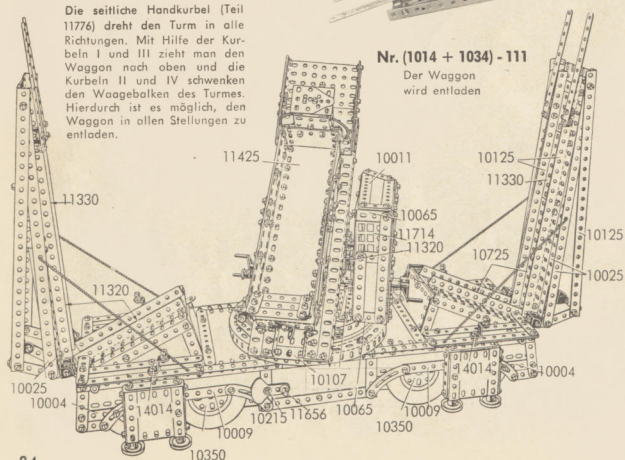 Die seitliche Handkurbel (Teil
11776) dreht den Turm in alle
Richtungen. Mit Hilfe der Kur-
beln I und III zieht man den
Waggon nach oben und die
Kurbeln II und IV schwenken
den Waagebalken des Turmes.
Hierdurch ist es möglich, den
Waggon in allen Stellungen zu
entladen.
Nr. (1014 + 1034) - 111
Der Waggon
wird entladen
11425
10011
10125
11330
11330
10065
11714
11320
10125
10725
10025
11320
10025
10004
14014
10107
14014
10004
10215
11656
10065
10009
10350
10009
10350